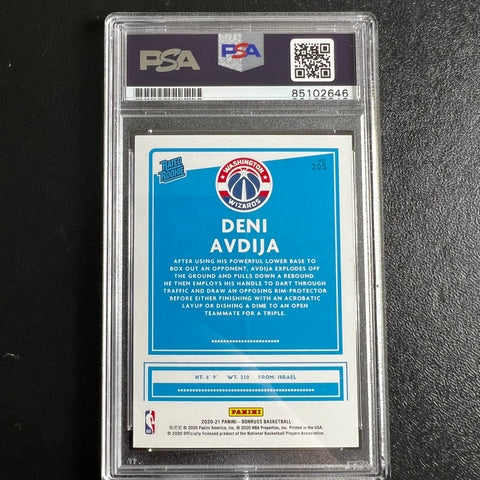 PSA
PSA
85102646
RATED
ROOKIE
WASHINGTON
WIZARDS
NO.
205
DENI
AVDIJA
AFTER USING HIS POWERFUL LOWER BASE TO
BOX OUT AN OPPONENT, AVDIJA EXPLODES OFF
THE GROUND AND PULLS DOWN A REBOUND.
HE THEN EMPLOYS HIS HANDLE TO DART THROUGH
TRAFFIC AND DRAW AN OPPOSING RIM-PROTECTOR
BEFORE EITHER FINISHING WITH AN ACROBATIC
LAYUP OR DISHING A DIME TO AN OPEN
TEAMMATE FOR A TRIPLE.
HT: 6' 9" WT: 210 FROM: ISRAEL
PANINI
2020-21 PANINI - DONRUSS BASKETBALL
© 2020 Panini America, Inc. © 2020 NBA Properties, Inc. Printed in the USA.
© 2020 Officially licensed product of the National Basketball Players Association.
NBA